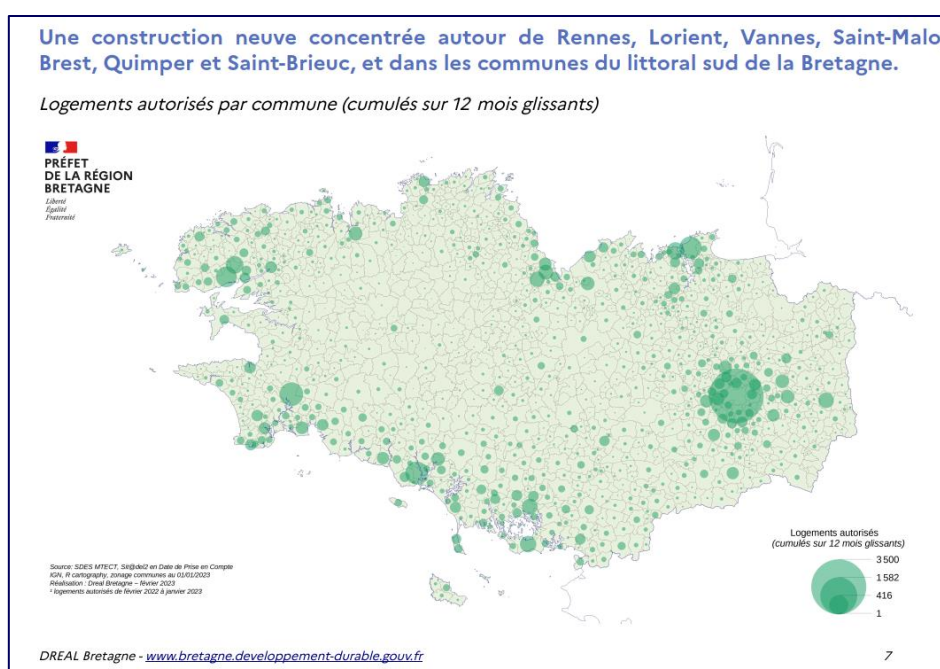 Une construction neuve concentrée autour de Rennes, Lorient, Vannes, Saint-Malo
Brest, Quimper et Saint-Brieuc, et dans les communes du littoral sud de la Bretagne.
Logements autorisés par commune (cumulés sur 12 mois glissants)
PRÉFET
DE LA RÉGION
BRETAGNE
Liberté
Égalité
Fraternité
Logements autorisés
(cumulés sur 12 mois glissants)
3 500
1 582
416
1
Source: SDES MTECT, Sit@del2 en Date de Prise en Compte
IGN, R cartography, zonage communes au 01/01/2023
Réalisation : Dreal Bretagne – février 2023
* logements autorisés de février 2022 à janvier 2023
DREAL Bretagne - www.bretagne.developpement-durable.gouv.fr
7